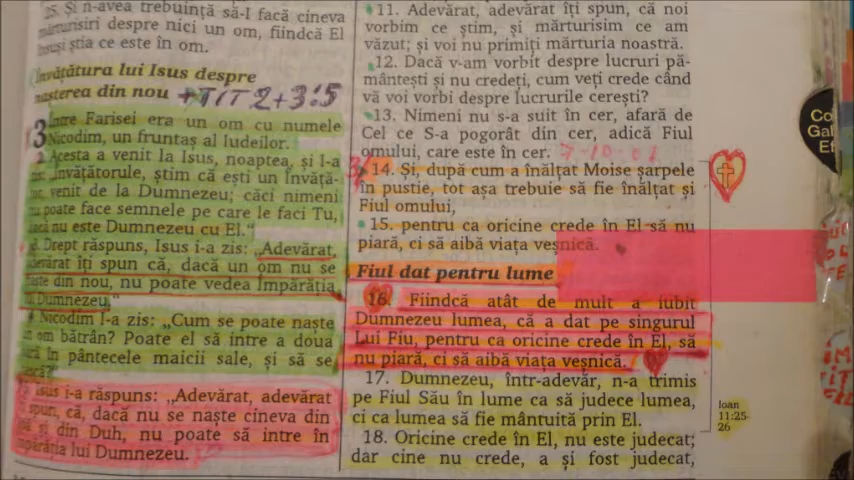 25. Și n-avea trebuință să-I facă cineva
mărturisiri despre nici un om, fiindcă El
Însuși știa ce este în om.
Învățătura lui Isus despre
nașterea din nou +TIT 2+3:5
3 Între Farisei era un om cu numele
Nicodim, un fruntaș al Iudeilor.
2. Acesta a venit la Isus, noaptea, și I-a
zis: „Învățătorule, știm că ești un Învăță-
tor venit de la Dumnezeu; căci nimeni
nu poate face semnele pe care le faci Tu,
dacă nu este Dumnezeu cu El.“
3. Drept răspuns, Isus i-a zis: „Adevărat,
adevărat îți spun că, dacă un om nu se
naște din nou, nu poate vedea Împărăția
lui Dumnezeu.“
4. Nicodim I-a zis: „Cum se poate naște
un om bătrân? Poate el să intre a doua
oară în pântecele maicii sale, și să se
nască?“
5. Isus i-a răspuns: „Adevărat, adevărat
îți spun, că, dacă nu se naște cineva din
apă și din Duh, nu poate să intre în
Împărăția lui Dumnezeu.
11. Adevărat, adevărat îți spun, că noi
vorbim ce știm, și mărturisim ce am
văzut; și voi nu primiți mărturia noastră.
12. Dacă v-am vorbit despre lucruri pă-
mântești și nu credeți, cum veți crede când
vă voi vorbi despre lucrurile cerești?
13. Nimeni nu s-a suit în cer, afară de
Cel ce S-a pogorât din cer, adică Fiul
omului, care este în cer.
14. Și, după cum a înălțat Moise șarpele
în pustie, tot așa trebuie să fie înălțat și
Fiul omului,
15. pentru ca oricine crede în El să nu
piară, ci să aibă viața veșnică.
Fiul dat pentru lume
16. Fiindcă atât de mult a iubit
Dumnezeu lumea, că a dat pe singurul
Lui Fiu, pentru ca oricine crede în El, să
nu piară, ci să aibă viața veșnică.
17. Dumnezeu, într-adevăr, n-a trimis
pe Fiul Său în lume ca să judece lumea,
ci ca lumea să fie mântuită prin El.
18. Oricine crede în El, nu este judecat;
dar cine nu crede, a și fost judecat,
Ioan
11:25-
26
Co
Gal
Ef